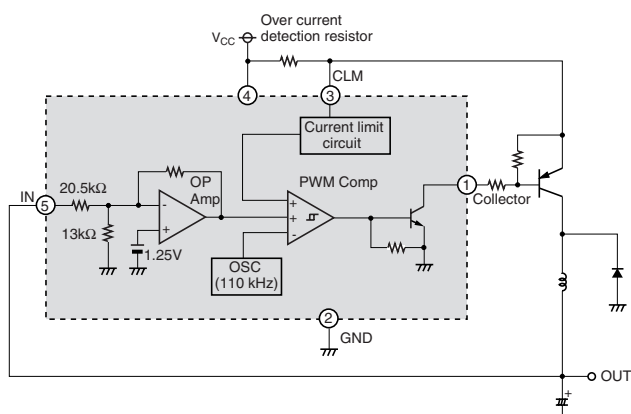 Over current
detection resistor
VCC
CLM
4
3
Current limit
circuit
1
Collector
IN
5
20.5kΩ
OP
Amp
PWM Comp
-
+
+
+
-
13kΩ
1.25V
OSC
(110 kHz)
2
GND
OUT
+